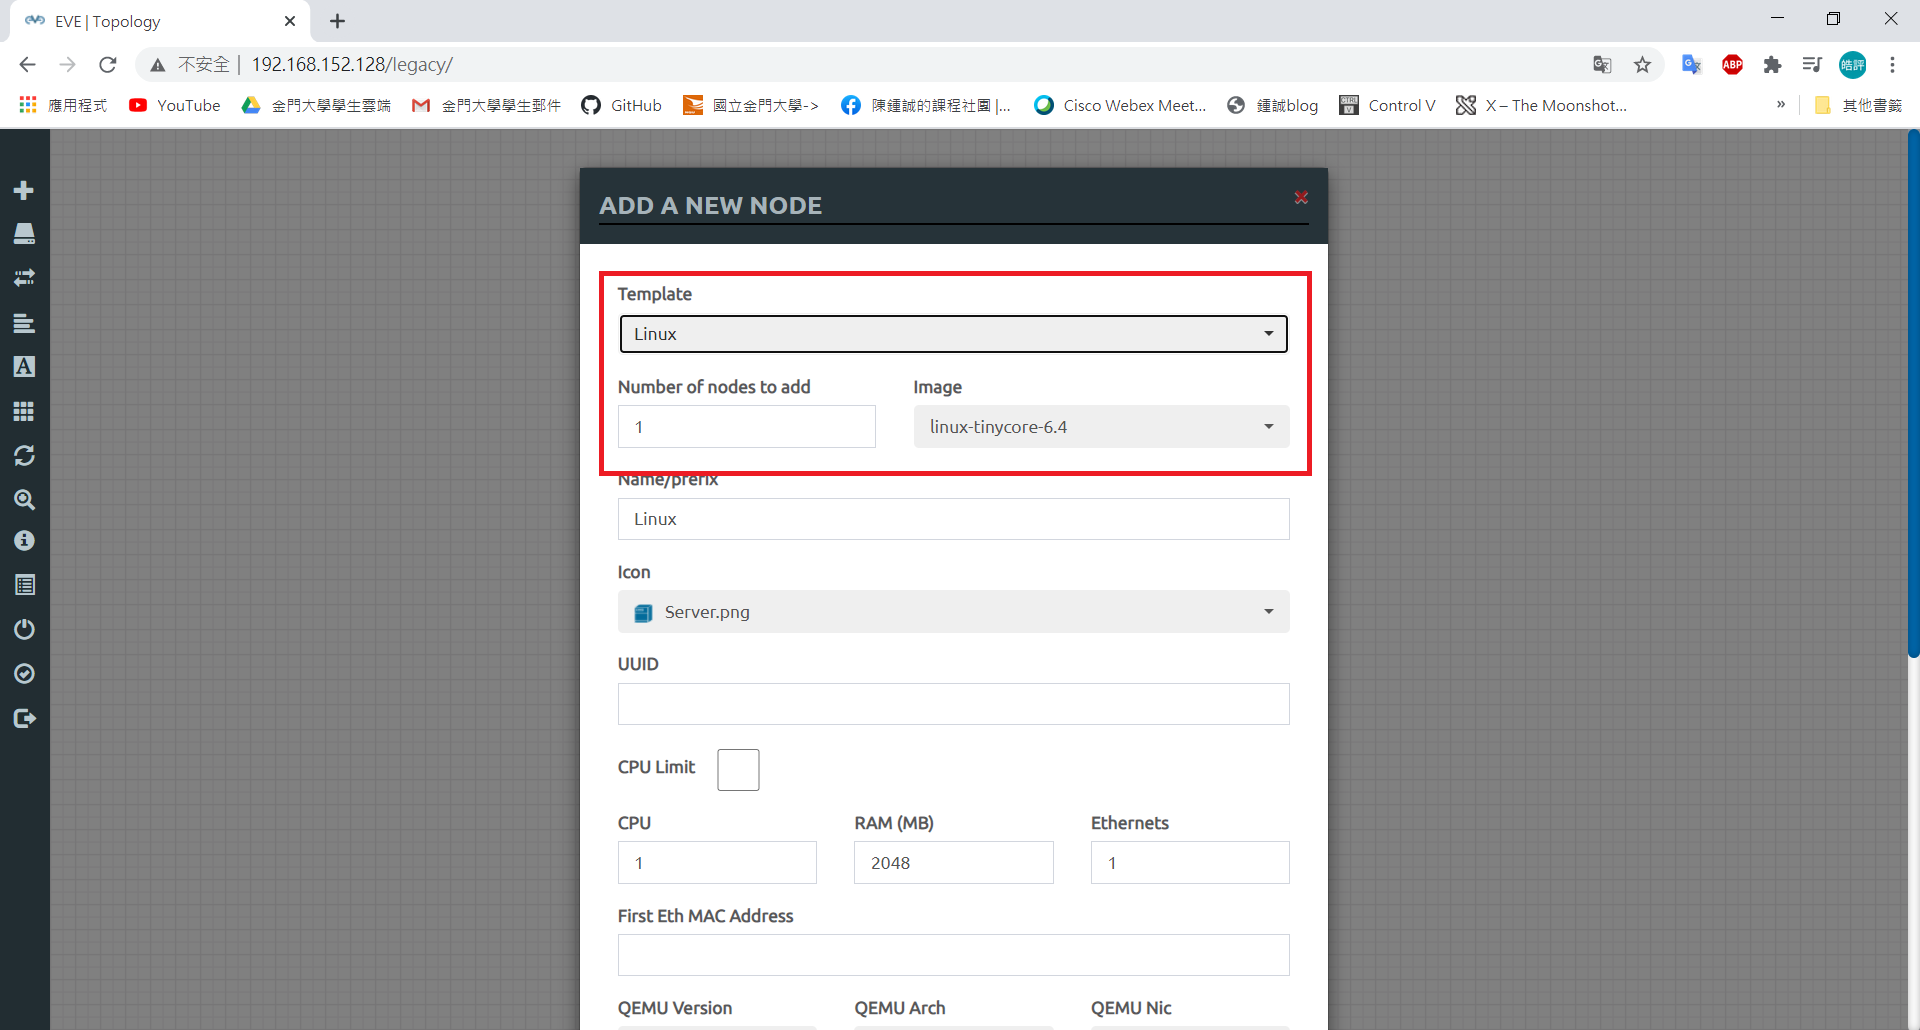 EVE | Topology
不安全 | 192.168.152.128/legacy/
ABP
皓評
應用程式 YouTube 金門大學學生雲端 金門大學學生郵件 GitHub 國立金門大學-> 陳鍾誠的課程社團 |... Cisco Webex Meet... 鍾誠blog Control V X – The Moonshot... » 其他書籤
ADD A NEW NODE
Template
Linux
Number of nodes to add Image
1 linux-tinycore-6.4
Name/prefix
Linux
Icon
Server.png
UUID
CPU Limit
CPU RAM (MB) Ethernets
1 2048 1
First Eth MAC Address
QEMU Version QEMU Arch QEMU Nic